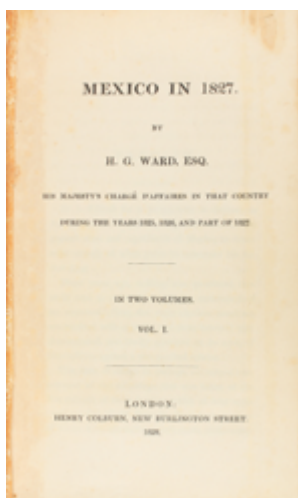 MEXICO IN 1827.
BY
H. G. WARD, ESQ.
HIS MAJESTY'S CHARGÉ D'AFFAIRES IN THAT COUNTRY
DURING THE YEARS 1825, 1826, AND PART OF 1827.
IN TWO VOLUMES.
VOL. I.
LONDON:
HENRY COLBURN, NEW BURLINGTON STREET.
1828.